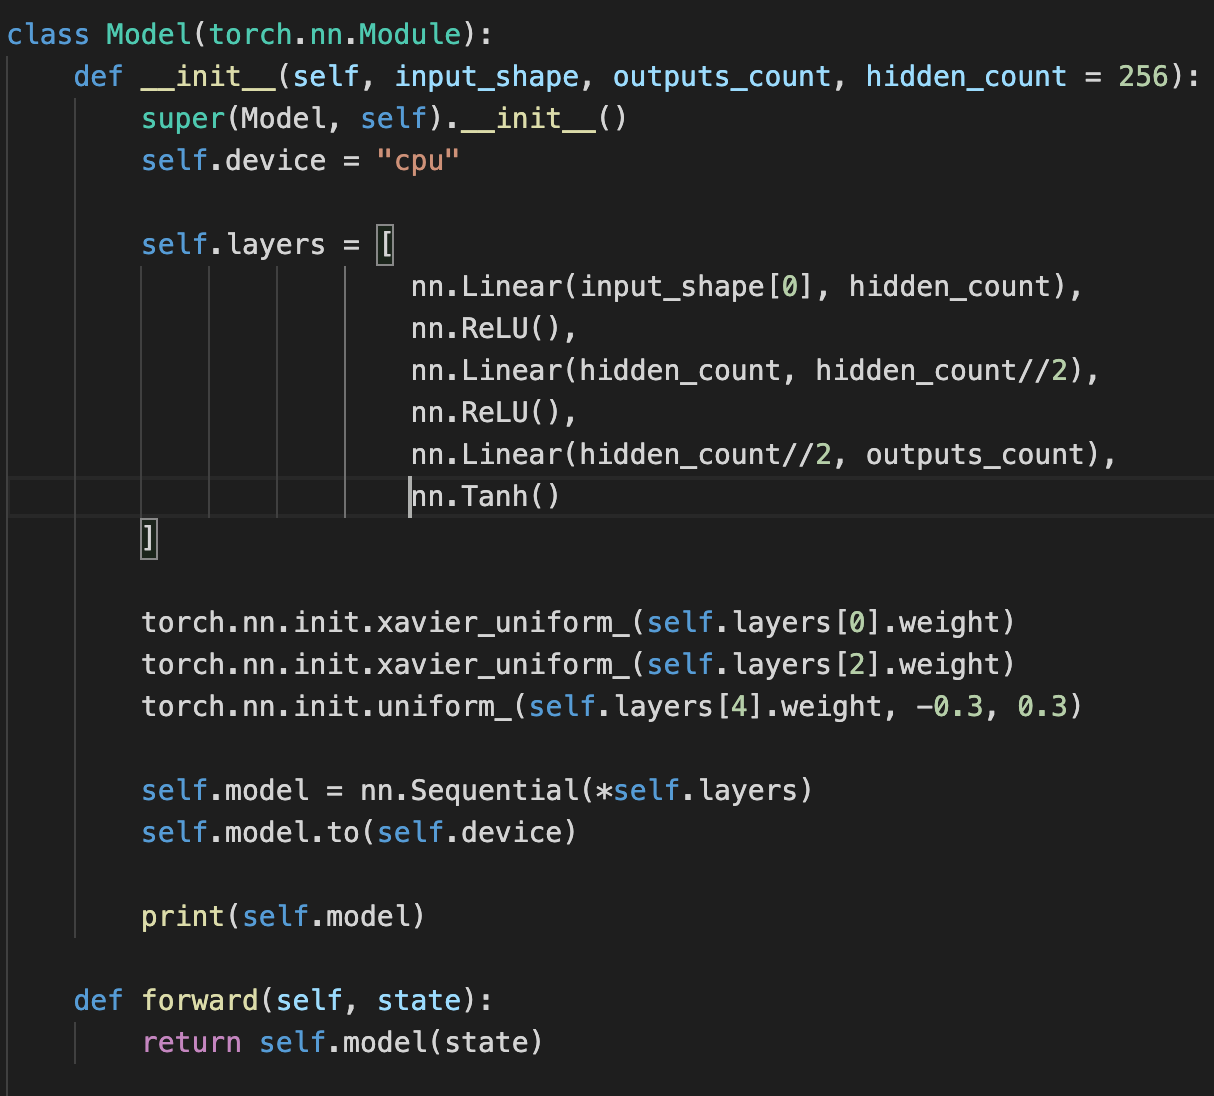 class Model(torch.nn.Module):
    def __init__(self, input_shape, outputs_count, hidden_count = 256):
        super(Model, self).__init__()
        self.device = "cpu"

        self.layers = [
                        nn.Linear(input_shape[0], hidden_count),
                        nn.ReLU(),
                        nn.Linear(hidden_count, hidden_count//2),
                        nn.ReLU(),
                        nn.Linear(hidden_count//2, outputs_count),
                        nn.Tanh()
        ]

        torch.nn.init.xavier_uniform_(self.layers[0].weight)
        torch.nn.init.xavier_uniform_(self.layers[2].weight)
        torch.nn.init.uniform_(self.layers[4].weight, -0.3, 0.3)

        self.model = nn.Sequential(*self.layers)
        self.model.to(self.device)

        print(self.model)

    def forward(self, state):
        return self.model(state)